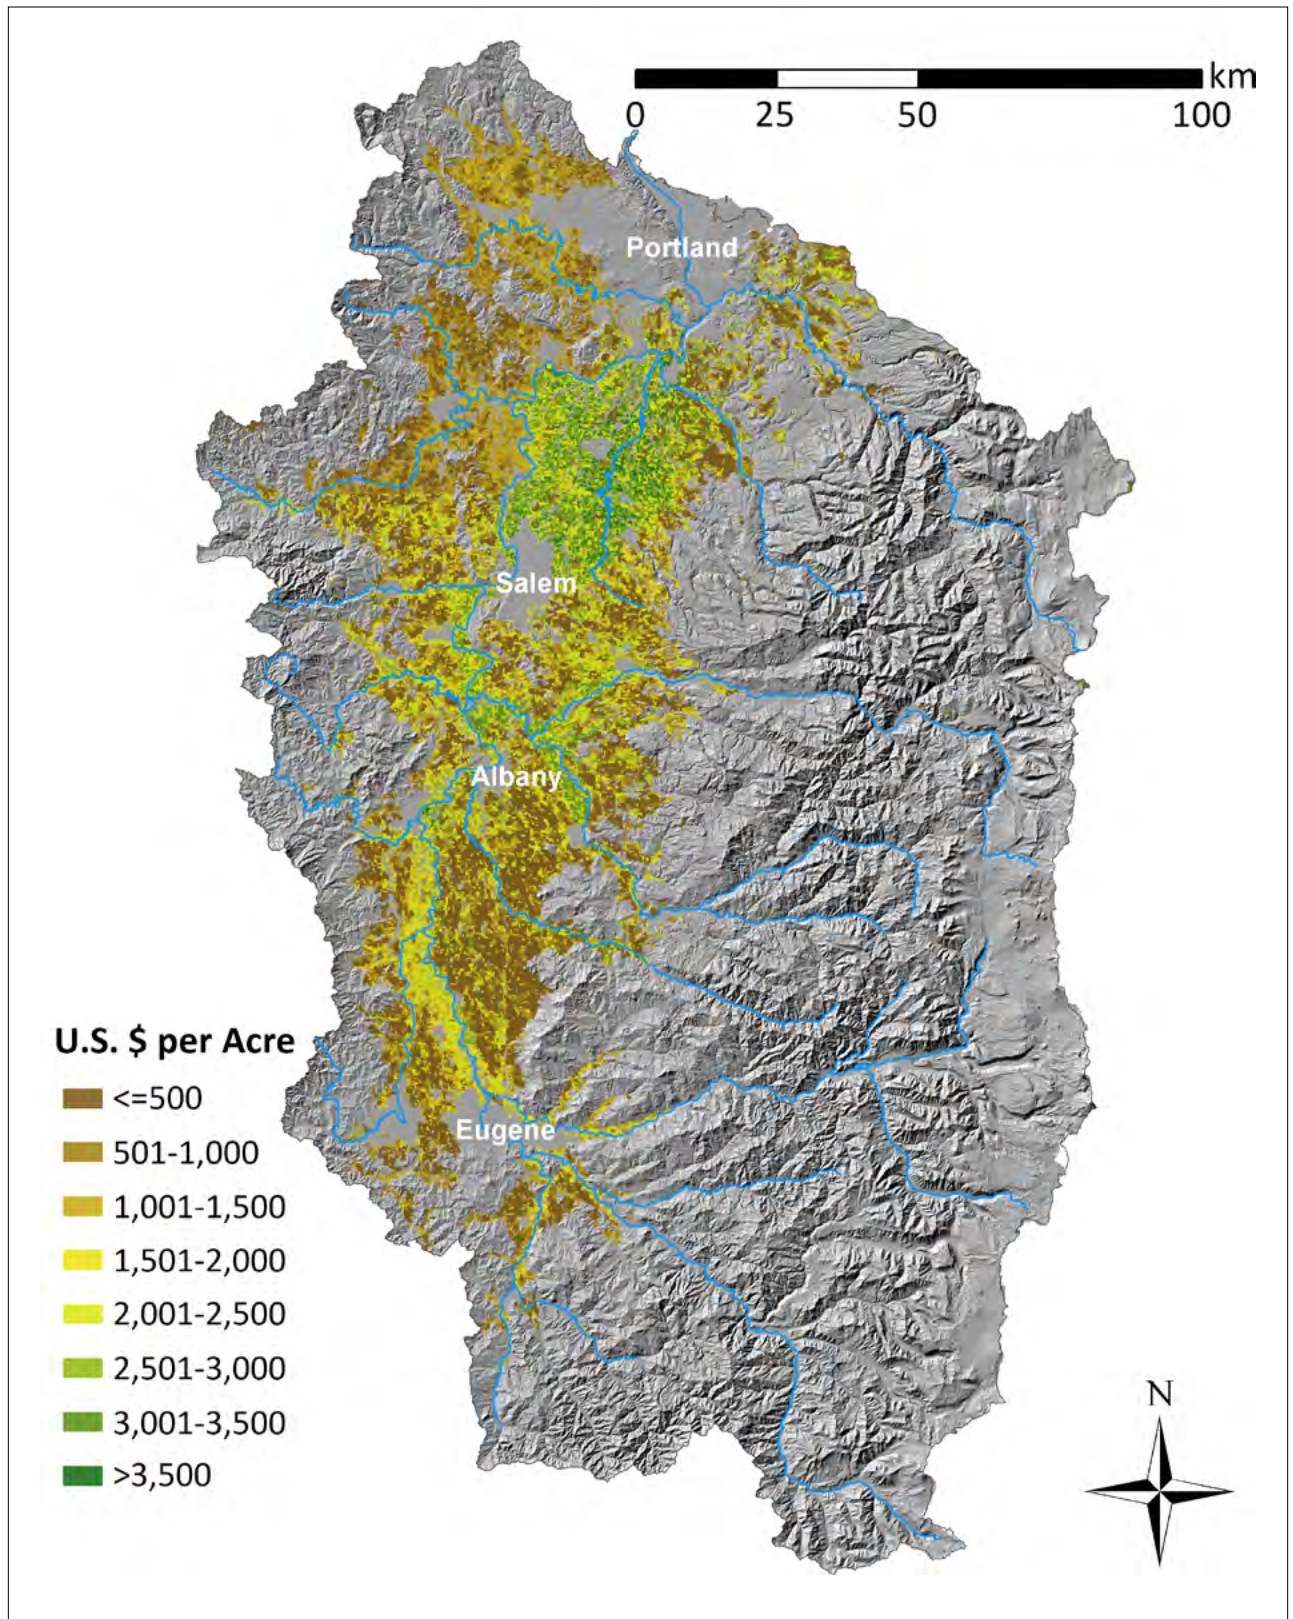 km
0 25 50 100
Portland
Salem
Albany
Eugene
U.S. $ per Acre
<=500
501-1,000
1,001-1,500
1,501-2,000
2,001-2,500
2,501-3,000
3,001-3,500
>3,500
N